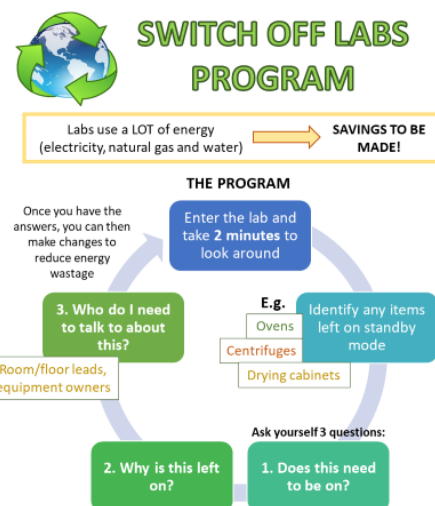 SWITCH OFF LABS
PROGRAM
Labs use a LOT of energy
(electricity, natural gas and water)
SAVINGS TO BE
MADE!
THE PROGRAM
Enter the lab and
take 2 minutes to
look around
Identify any items
left on standby
mode
E.g.
Ovens
Centrifuges
Drying cabinets
Ask yourself 3 questions:
1. Does this need
to be on?
2. Why is this left
on?
3. Who do I need
to talk to about
this?
Room/floor leads,
equipment owners
Once you have the
answers, you can then
make changes to
reduce energy
wastage